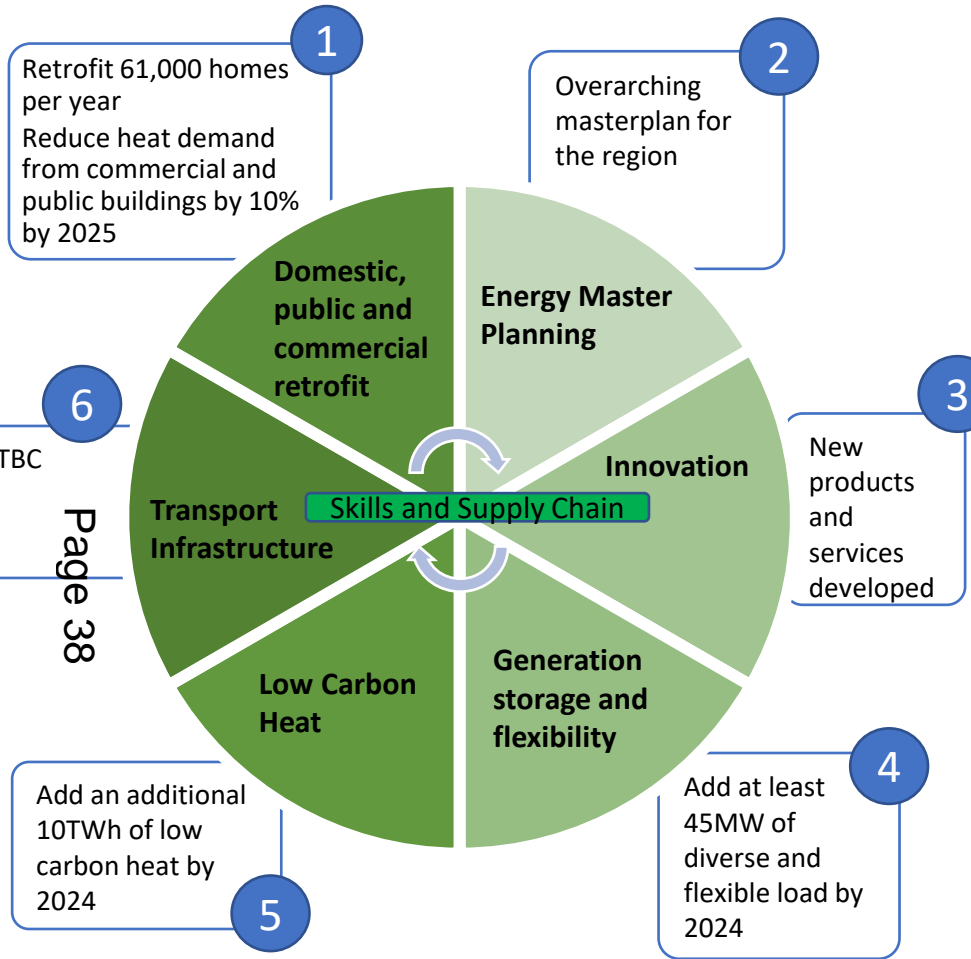 1
Retrofit 61,000 homes
per year
Reduce heat demand
from commercial and
public buildings by 10%
by 2025
2
Overarching
masterplan for
the region
Domestic,
public and
commercial
retrofit
Energy Master
Planning
6
TBC
3
New
products
and
services
developed
Innovation
Skills and Supply Chain
Transport
Infrastructure
Page 38
Low Carbon
Heat
Generation
storage and
flexibility
Add an additional
10TWh of low
carbon heat by
2024
5
4
Add at least
45MW of
diverse and
flexible load by
2024